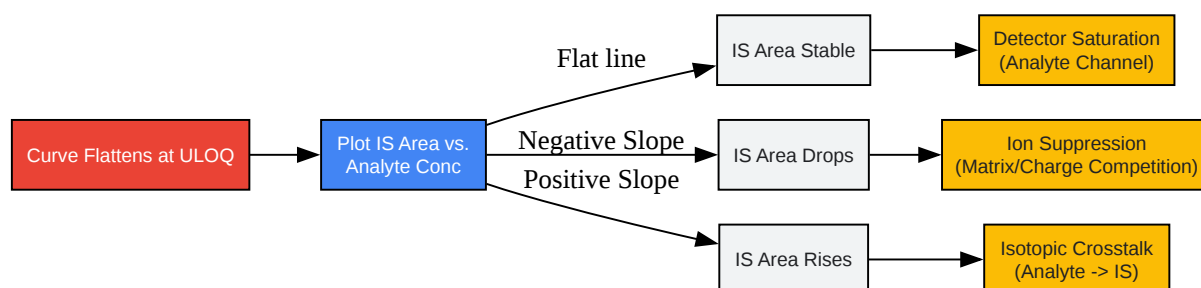 Curve Flattens at ULOQ
Plot IS Area vs.
Analyte Conc
Flat line
Negative Slope
Positive Slope
IS Area Stable
IS Area Drops
IS Area Rises
Detector Saturation
(Analyte Channel)
Ion Suppression
(Matrix/Charge Competition)
Isotopic Crosstalk
(Analyte -> IS)